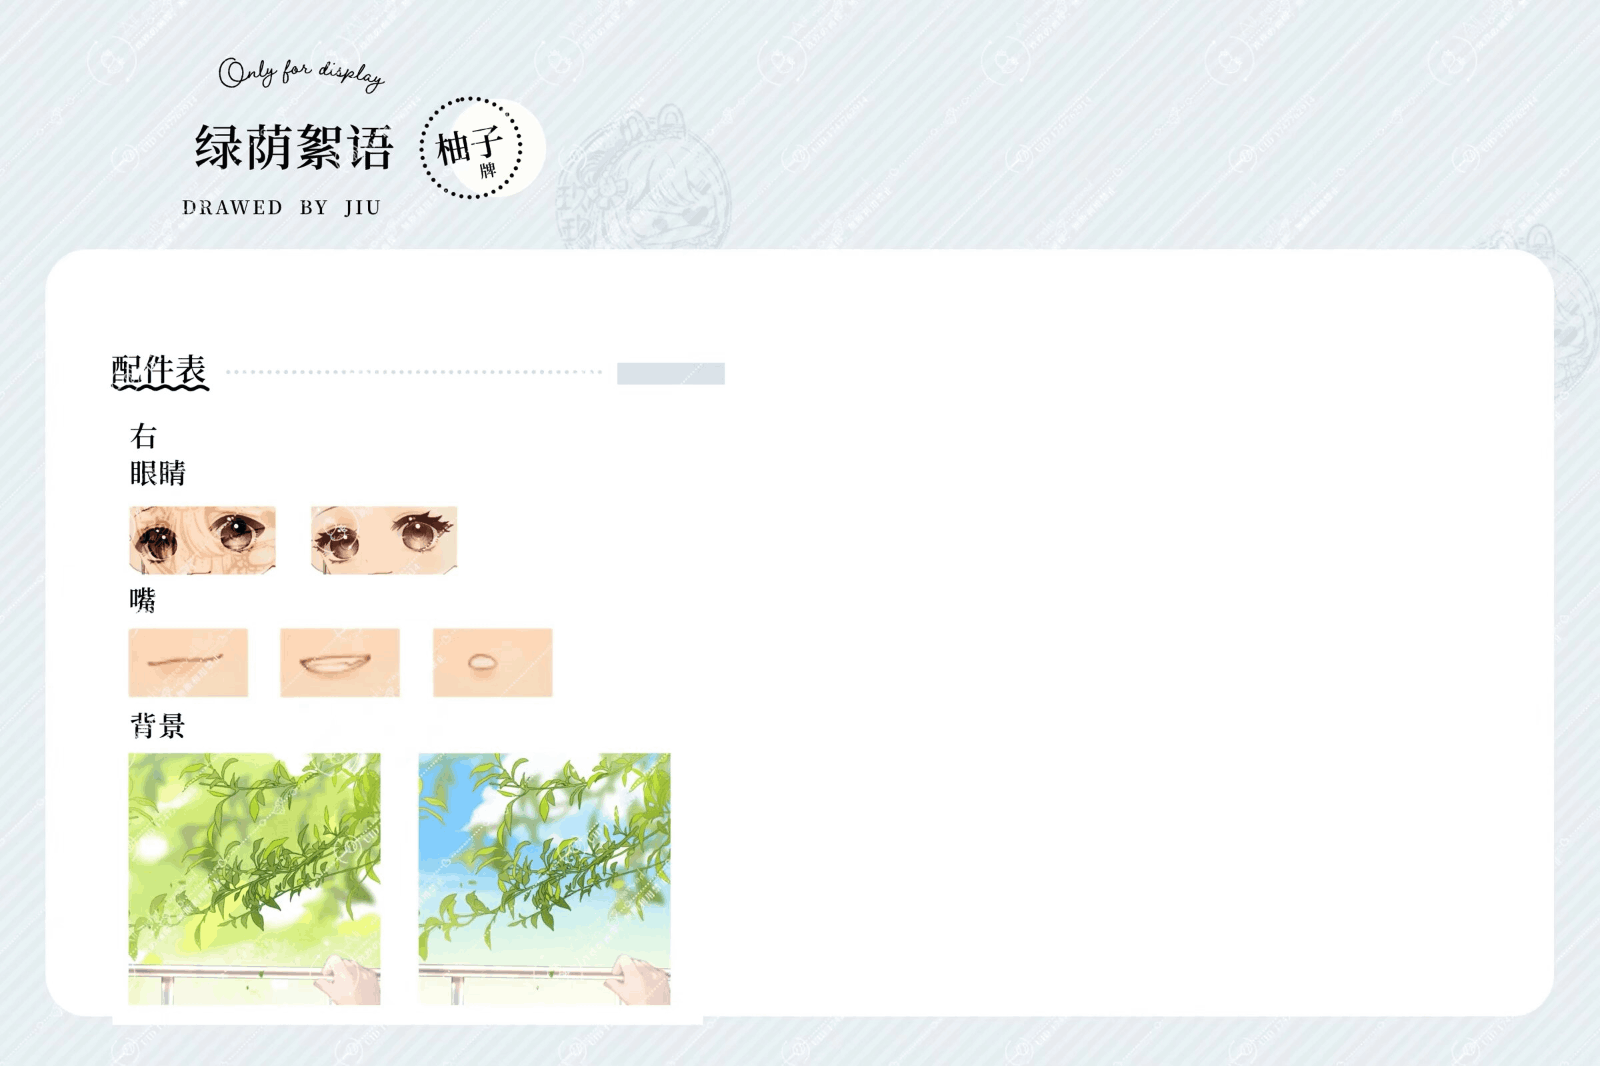 Only for display
绿荫絮语
柚子
牌
DRAWED BY JIU
配件表
右
眼睛
嘴
背景